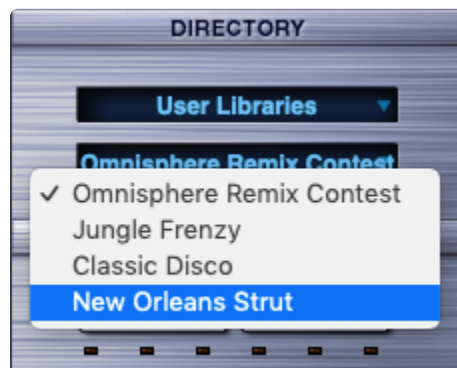 DIRECTORY
User Libraries
Omnisphere Remix Contest
✓ Omnisphere Remix Contest
Jungle Frenzy
Classic Disco
New Orleans Strut